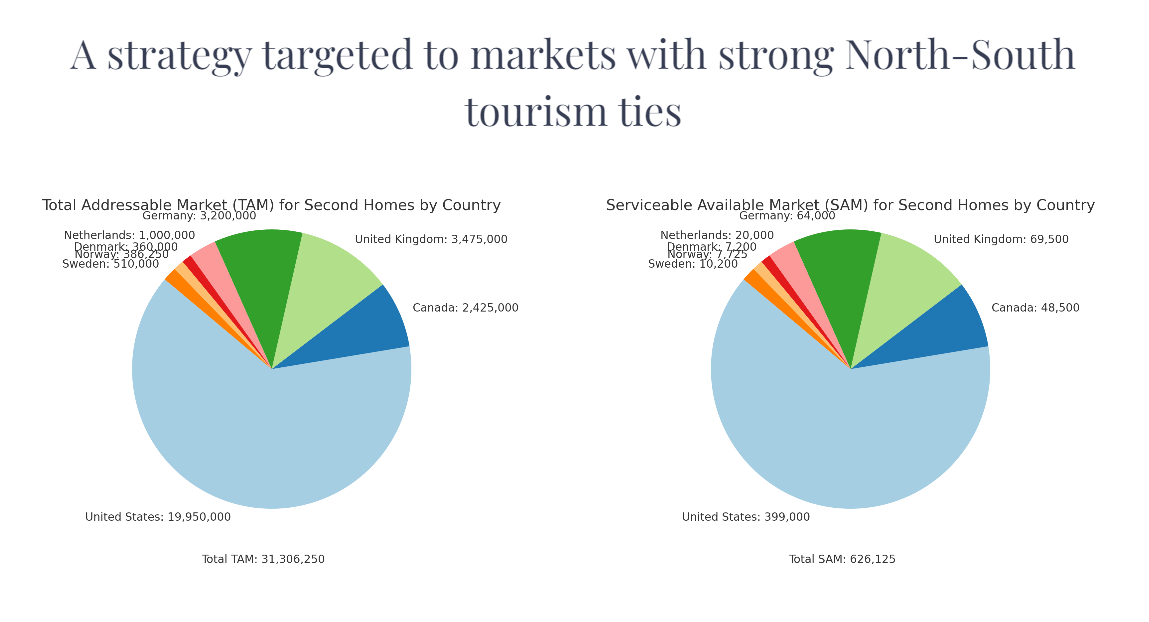 A strategy targeted to markets with strong North-South
tourism ties
Total Addressable Market (TAM) for Second Homes by Country
Germany: 3,200,000
Netherlands: 1,000,000
Denmark: 360,000
Norway: 386,250
Sweden: 510,000
United Kingdom: 3,475,000
Canada: 2,425,000
United States: 19,950,000
Total TAM: 31,306,250
Serviceable Available Market (SAM) for Second Homes by Country
Germany: 64,000
Netherlands: 20,000
Denmark: 7,200
Norway: 7,725
Sweden: 10,200
United Kingdom: 69,500
Canada: 48,500
United States: 399,000
Total SAM: 626,125